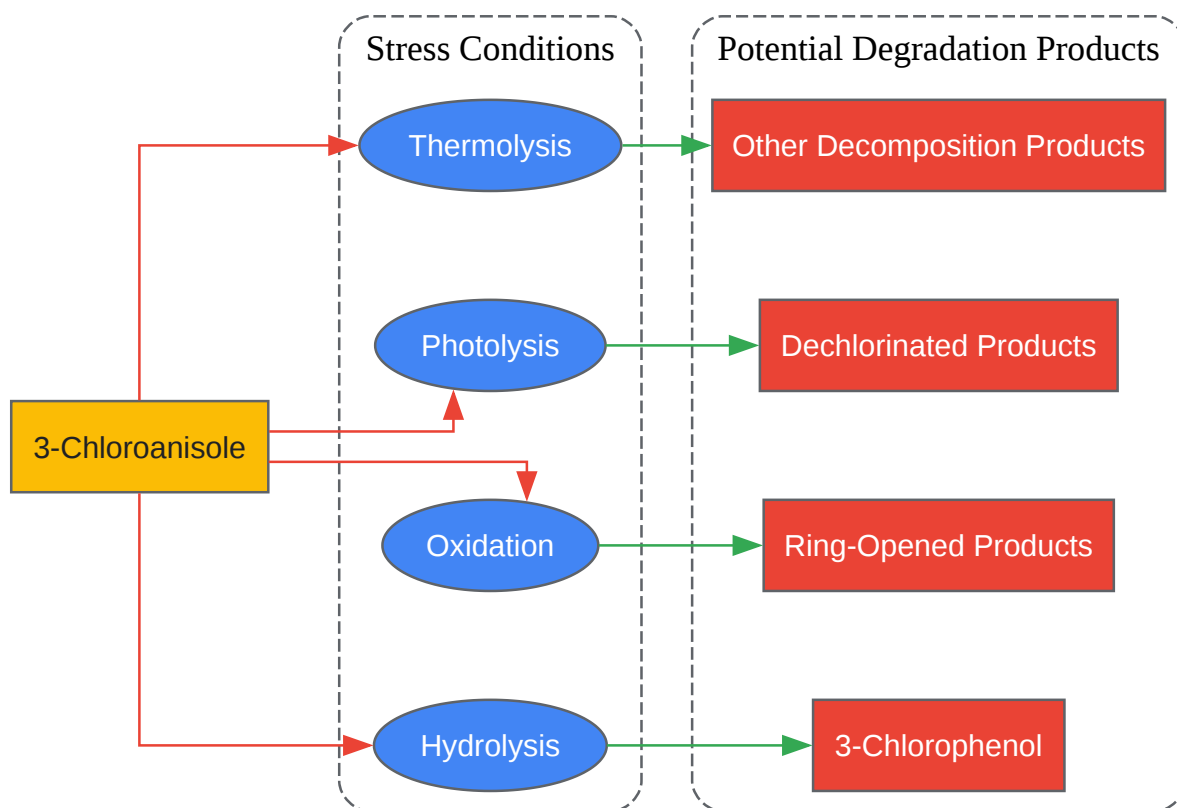 Stress Conditions
Potential Degradation Products
Thermolysis
Other Decomposition Products
Photolysis
Dechlorinated Products
3-Chloroanisole
Oxidation
Ring-Opened Products
Hydrolysis
3-Chlorophenol